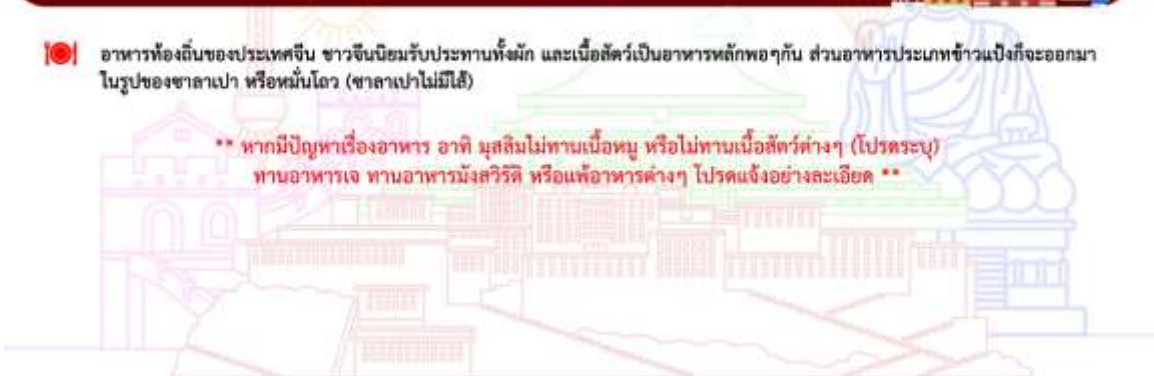 อาหารท้องถิ่นของประเทศจีน ชาวจีนนิยมรับประทานทั้งผัก และเนื้อสัตว์เป็นอาหารหลักพอๆกัน ส่วนอาหารประเภทข้าวแป้งก็จะออกมา
ในรูปของซาลาเปา หรือหมั่นโถว (ซาลาเปาไม่มีไส้)
** หากมีปัญหาเรื่องอาหาร อาทิ มุสลิมไม่ทานเนื้อหมู หรือไม่ทานเนื้อสัตว์ต่างๆ (โปรดระบุ)
ทานอาหารเจ ทานอาหารมังสวิรัติ หรือแพ้อาหารต่างๆ โปรดแจ้งอย่างละเอียด **